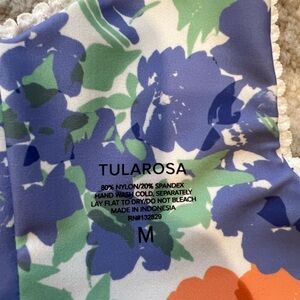 TULAROSA
80% NYLON/20% SPANDEX
HAND WASH COLD, SEPARATELY
LAY FLAT TO DRY/DO NOT BLEACH
MADE IN INDONESIA
RN#132829
M